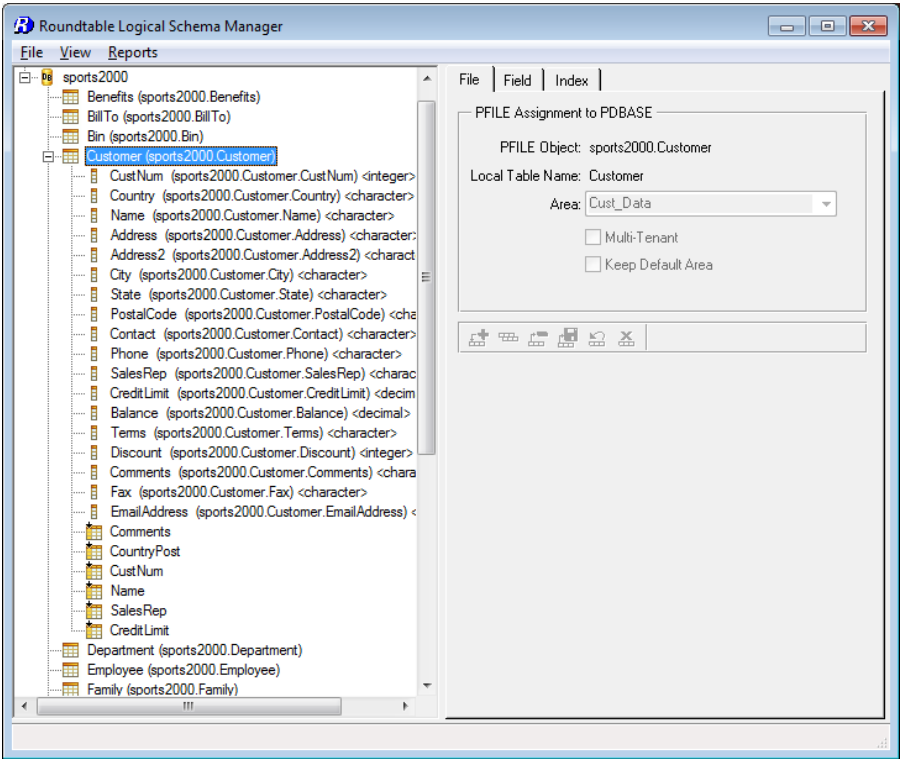 Roundtable Logical Schema Manager
File View Reports
sports2000
Benefits (sports2000.Benefits)
BillTo (sports2000.BillTo)
Bin (sports2000.Bin)
Customer (sports2000.Customer)
CustNum (sports2000.Customer.CustNum) <integer>
Country (sports2000.Customer.Country) <character>
Name (sports2000.Customer.Name) <character>
Address (sports2000.Customer.Address) <character>
Address2 (sports2000.Customer.Address2) <charact
City (sports2000.Customer.City) <character>
State (sports2000.Customer.State) <character>
PostalCode (sports2000.Customer.PostalCode) <cha
Contact (sports2000.Customer.Contact) <character>
Phone (sports2000.Customer.Phone) <character>
SalesRep (sports2000.Customer.SalesRep) <charac
CreditLimit (sports2000.Customer.CreditLimit) <decim
Balance (sports2000.Customer.Balance) <decimal>
Terms (sports2000.Customer.Terms) <character>
Discount (sports2000.Customer.Discount) <integer>
Comments (sports2000.Customer.Comments) <chara
Fax (sports2000.Customer.Fax) <character>
EmailAddress (sports2000.Customer.EmailAddress) <
Comments
CountryPost
CustNum
Name
SalesRep
CreditLimit
Department (sports2000.Department)
Employee (sports2000.Employee)
Family (sports2000.Family)
File Field Index
PFILE Assignment to PDBASE
PFILE Object: sports2000.Customer
Local Table Name: Customer
Area: Cust_Data
Multi-Tenant
Keep Default Area